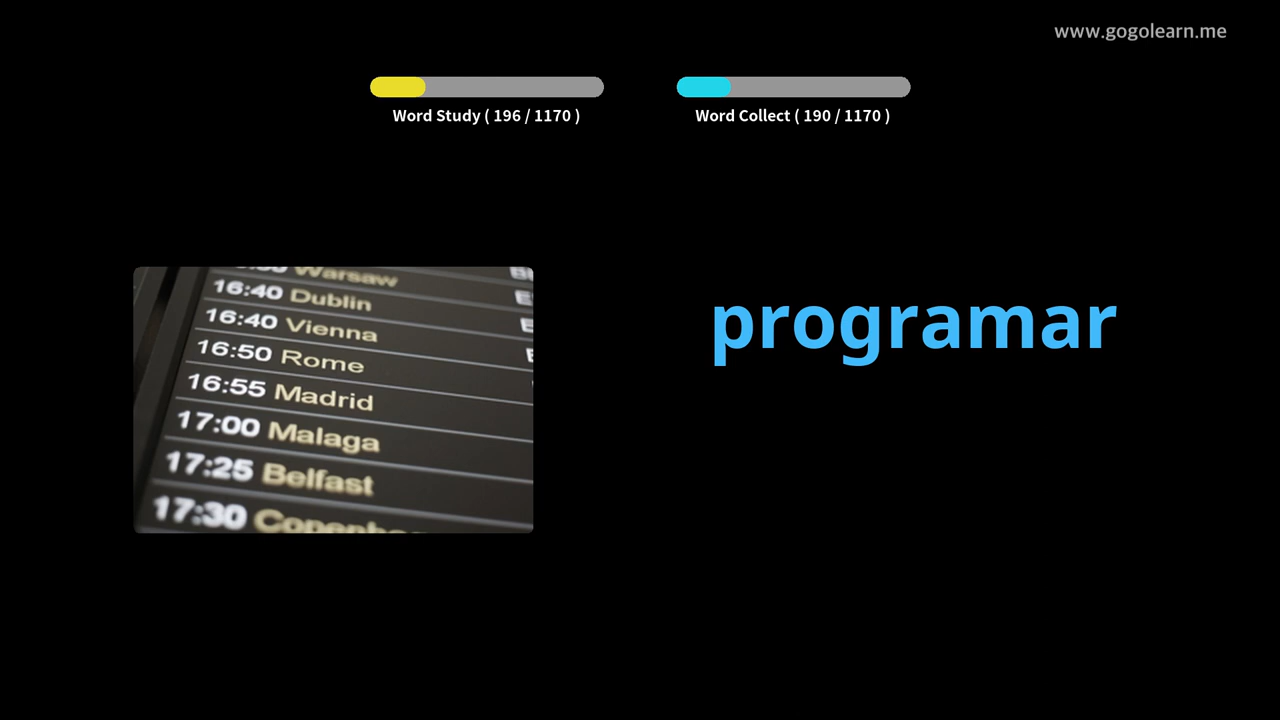 www.gogolearn.me
Word Study ( 196 / 1170 )
Word Collect ( 190 / 1170 )
programar
Warsaw
16:40 Dublin
16:40 Vienna
16:50 Rome
16:55 Madrid
17:00 Malaga
17:25 Belfast
17:30